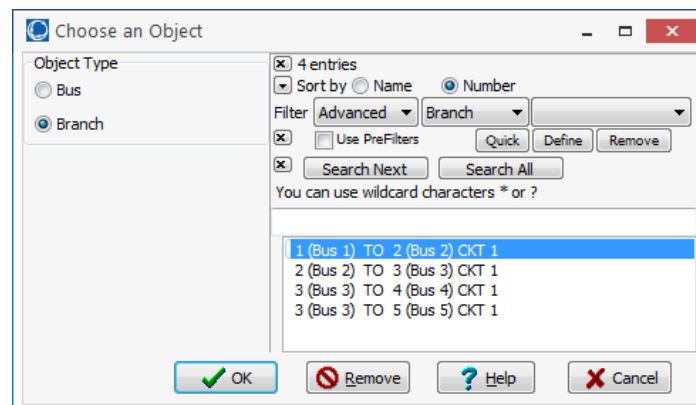 Choose an Object
Object Type
Bus
Branch
4 entries
Sort by Name Number
Filter Advanced Branch
Use PreFilters Quick Define Remove
Search Next Search All
You can use wildcard characters * or ?
1 (Bus 1) TO 2 (Bus 2) CKT 1
2 (Bus 2) TO 3 (Bus 3) CKT 1
3 (Bus 3) TO 4 (Bus 4) CKT 1
3 (Bus 3) TO 5 (Bus 5) CKT 1
OK Remove Help Cancel